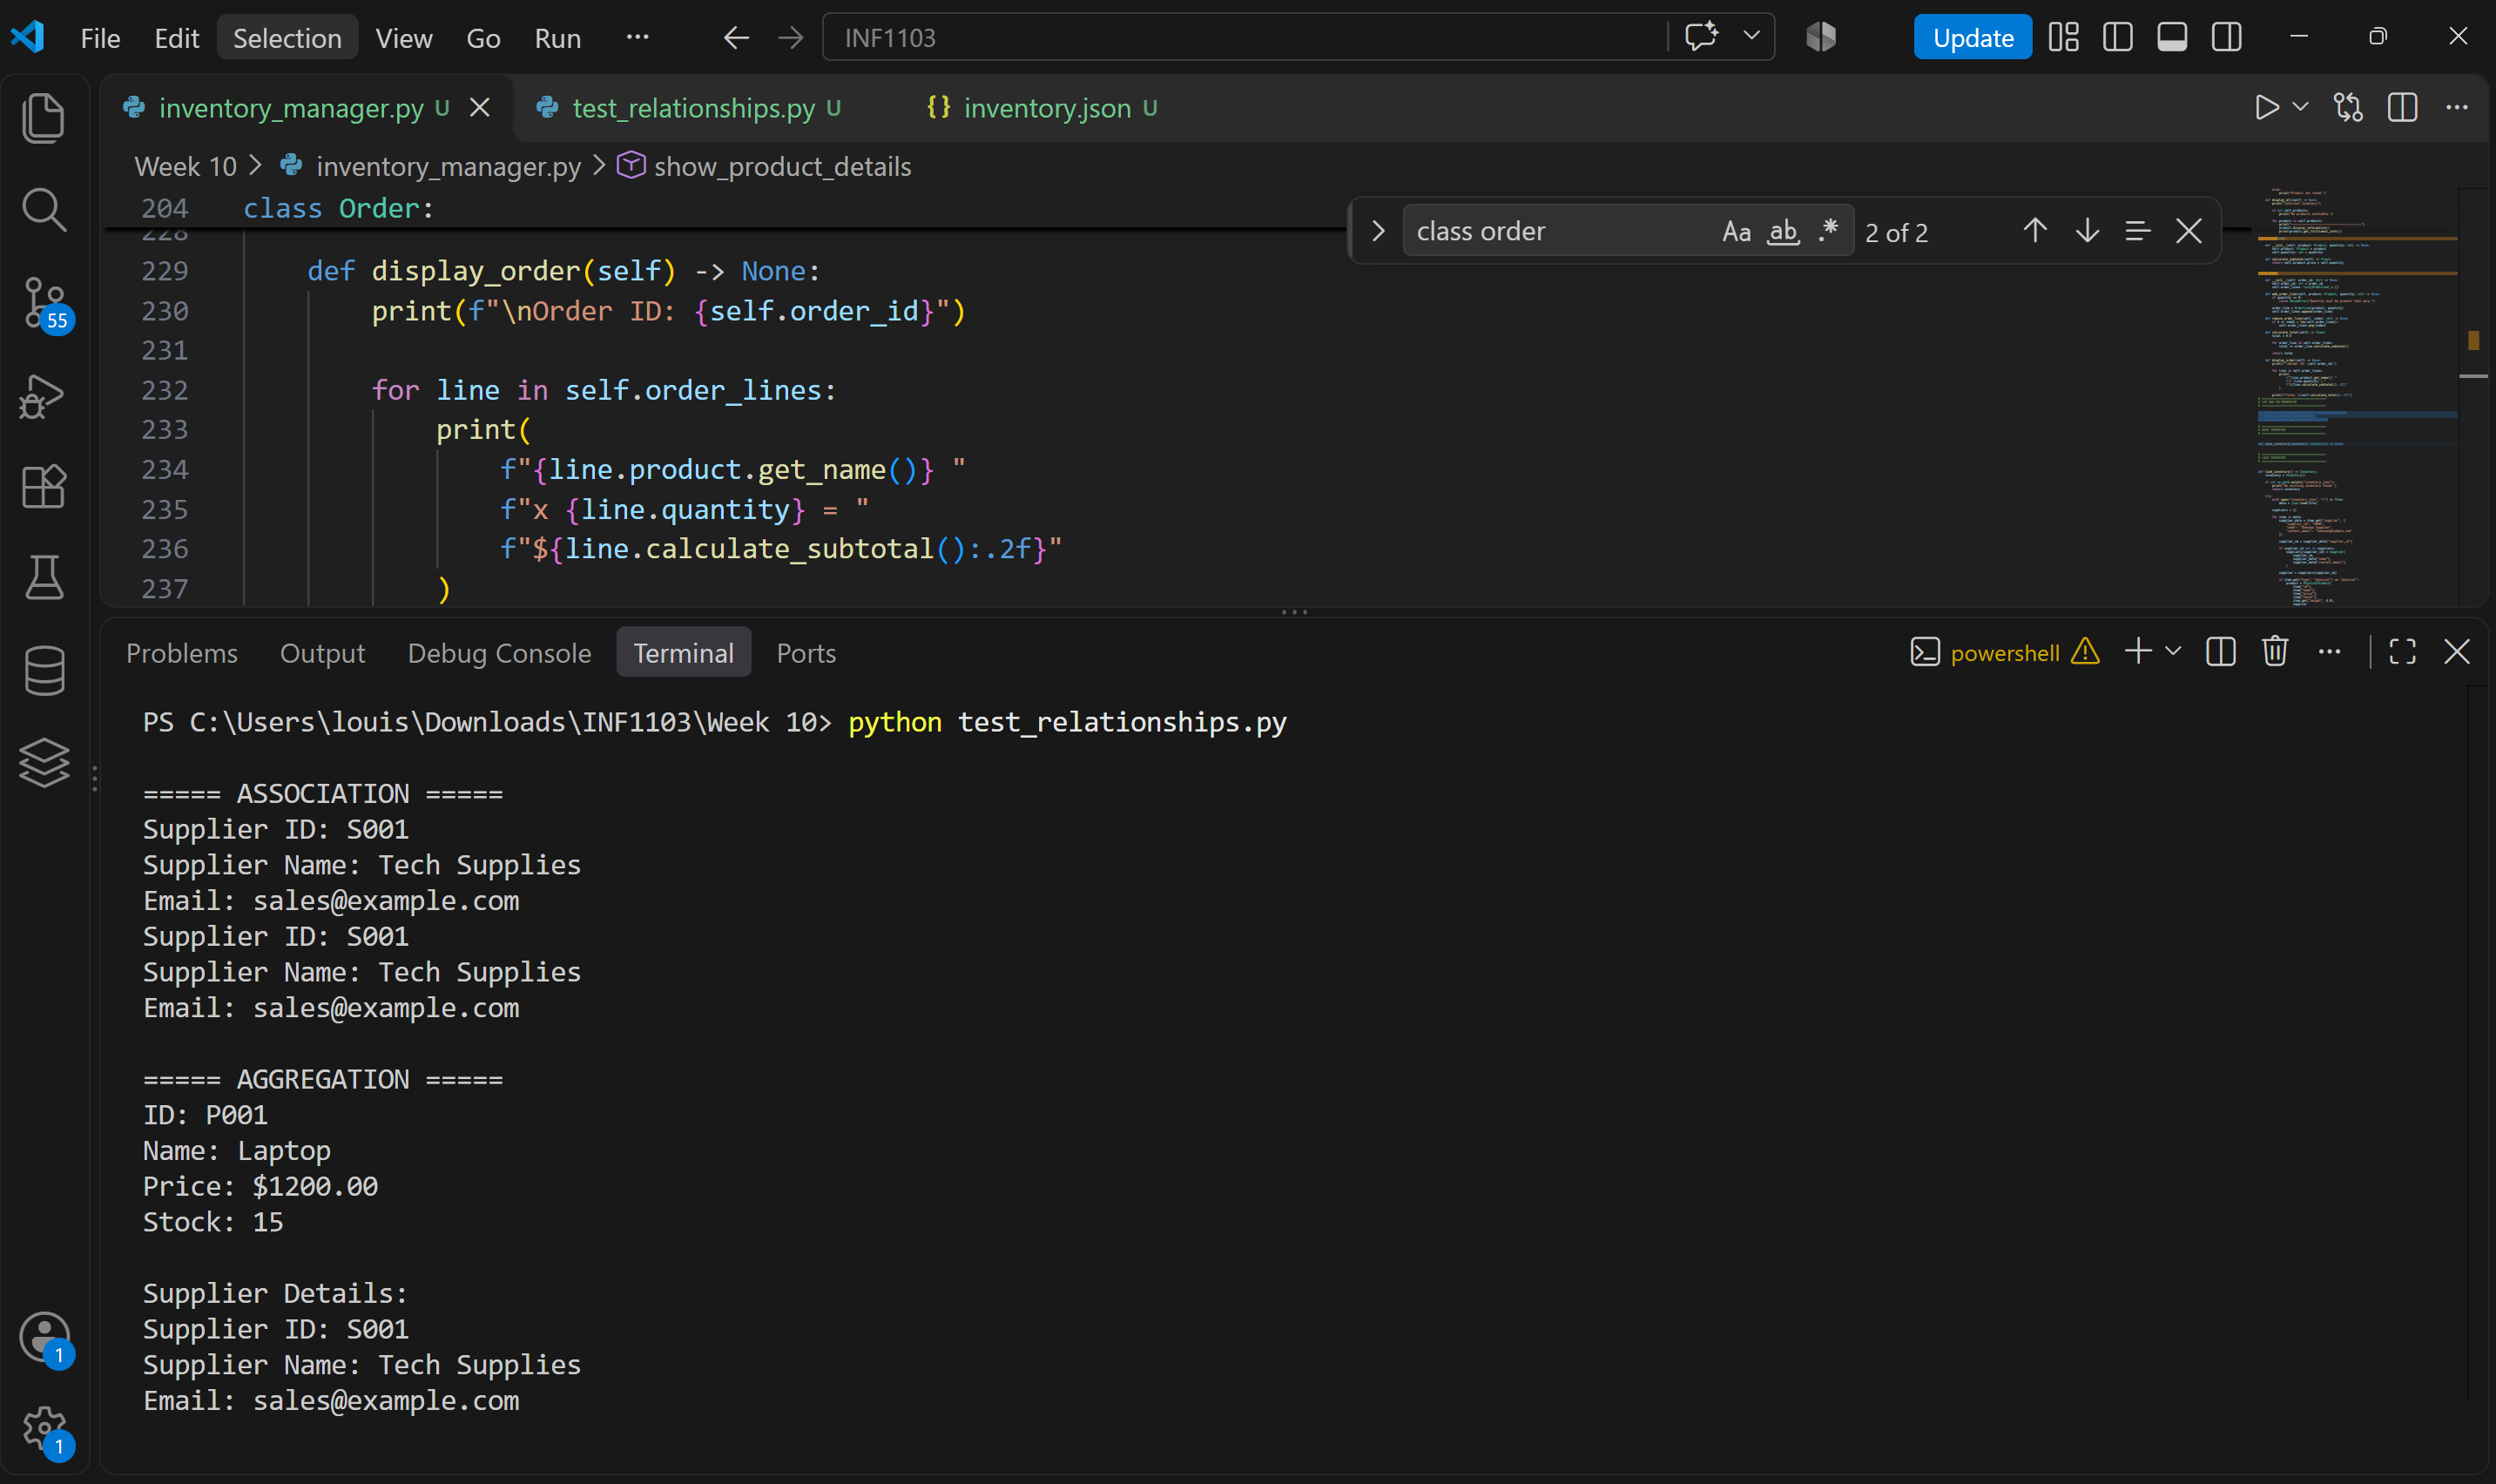 File Edit Selection View Go Run ··· INF1103 Update
inventory_manager.py U test_relationships.py U {} inventory.json U
Week 10 > inventory_manager.py > show_product_details
204 class Order:
class order Aa ab .* 2 of 2
228
229 def display_order(self) -> None:
230 print(f"\nOrder ID: {self.order_id}")
231
232 for line in self.order_lines:
233 print(
234 f"{line.product.get_name()} "
235 f"x {line.quantity} = "
236 f"${line.calculate_subtotal():.2f}"
237 )
55
Problems Output Debug Console Terminal Ports powershell
PS C:\Users\louis\Downloads\INF1103\Week 10> python test_relationships.py
===== ASSOCIATION =====
Supplier ID: S001
Supplier Name: Tech Supplies
Email: sales@example.com
Supplier ID: S001
Supplier Name: Tech Supplies
Email: sales@example.com
===== AGGREGATION =====
ID: P001
Name: Laptop
Price: $1200.00
Stock: 15
Supplier Details:
Supplier ID: S001
Supplier Name: Tech Supplies
Email: sales@example.com
1
1